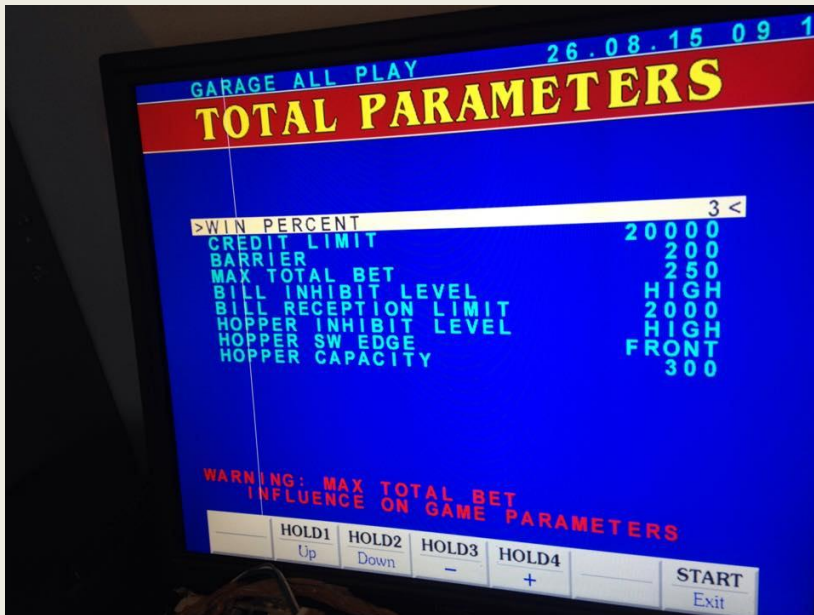 GARAGE ALL PLAY 26.08.15 09
TOTAL PARAMETERS
>WIN PERCENT 3 <
CREDIT LIMIT 20000
BARRIER 200
MAX TOTAL BET 250
BILL INHIBIT LEVEL HIGH
BILL RECEPTION LIMIT 2000
HOPPER INHIBIT LEVEL HIGH
HOPPER SW EDGE FRONT
HOPPER CAPACITY 300
WARNING: MAX TOTAL BET
INFLUENCE ON GAME PARAMETERS
HOLD1 HOLD2 HOLD3 HOLD4 START
Up Down – + Exit